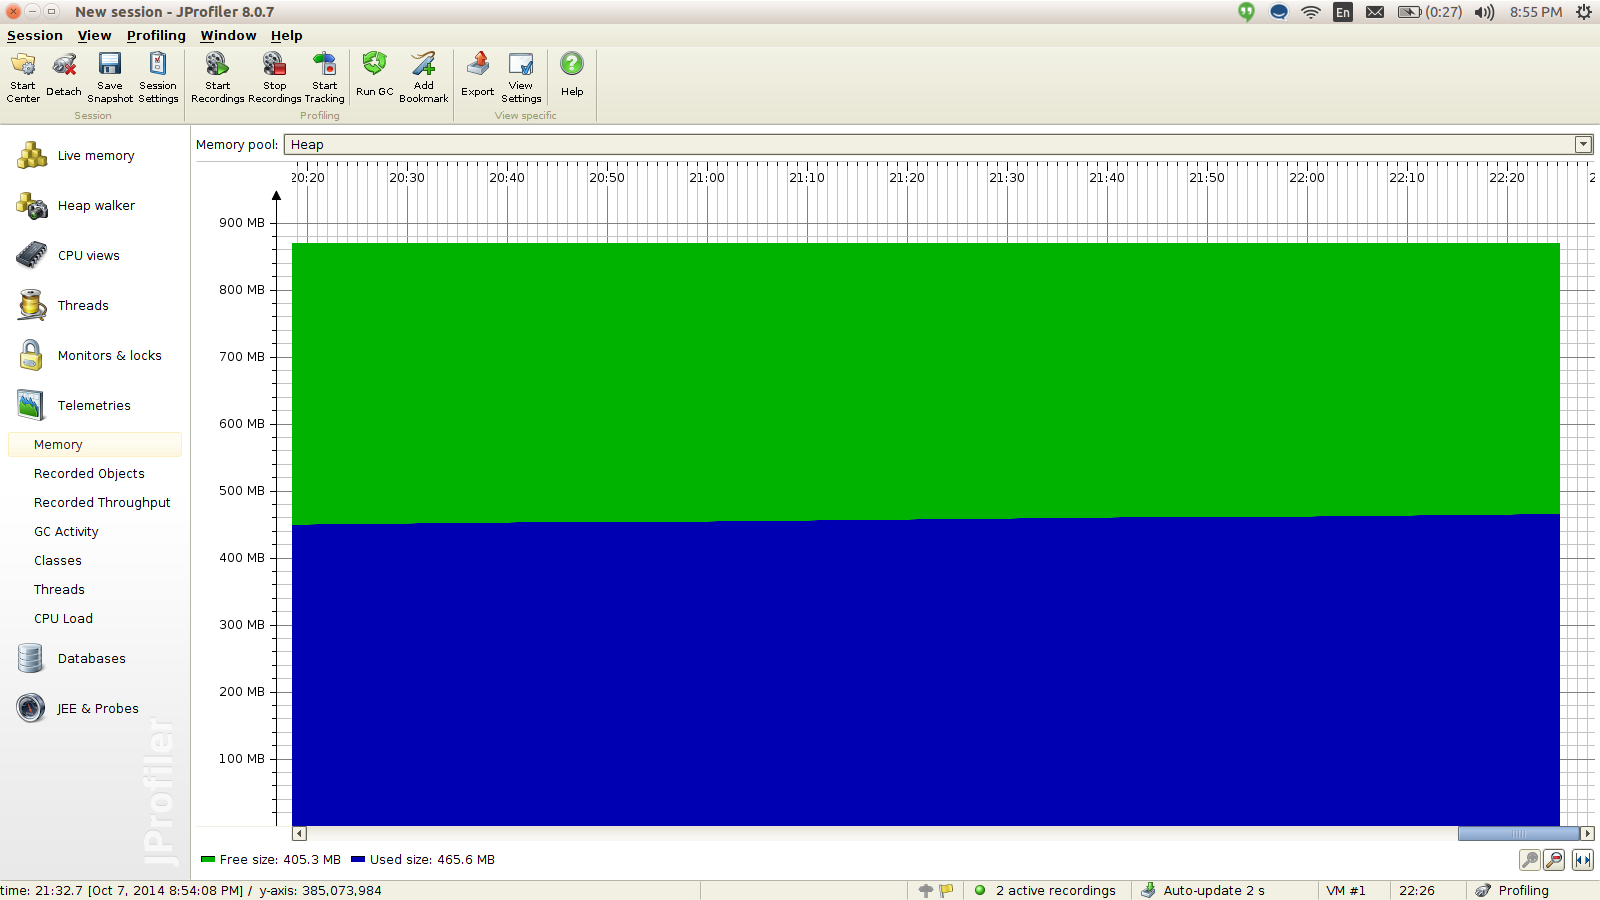 New session - JProfiler 8.0.7
En
(0:27)
8:55 PM
Session View Profiling Window Help
Start Center
Detach
Save Snapshot
Session Settings
Start Recordings
Stop Recordings
Start Tracking
Run GC
Add Bookmark
Export
View Settings
Help
Session
Profiling
View specific
Live memory
Heap walker
CPU views
Threads
Monitors & locks
Telemetries
Memory
Recorded Objects
Recorded Throughput
GC Activity
Classes
Threads
CPU Load
Databases
JEE & Probes
JProfiler
Memory pool: Heap
20:20 20:30 20:40 20:50 21:00 21:10 21:20 21:30 21:40 21:50 22:00 22:10 22:20 2
900 MB
800 MB
700 MB
600 MB
500 MB
400 MB
300 MB
200 MB
100 MB
Free size: 405.3 MB Used size: 465.6 MB
time: 21:32.7 [Oct 7, 2014 8:54:08 PM] / y-axis: 385,073,984
2 active recordings
Auto-update 2 s
VM #1
22:26
Profiling